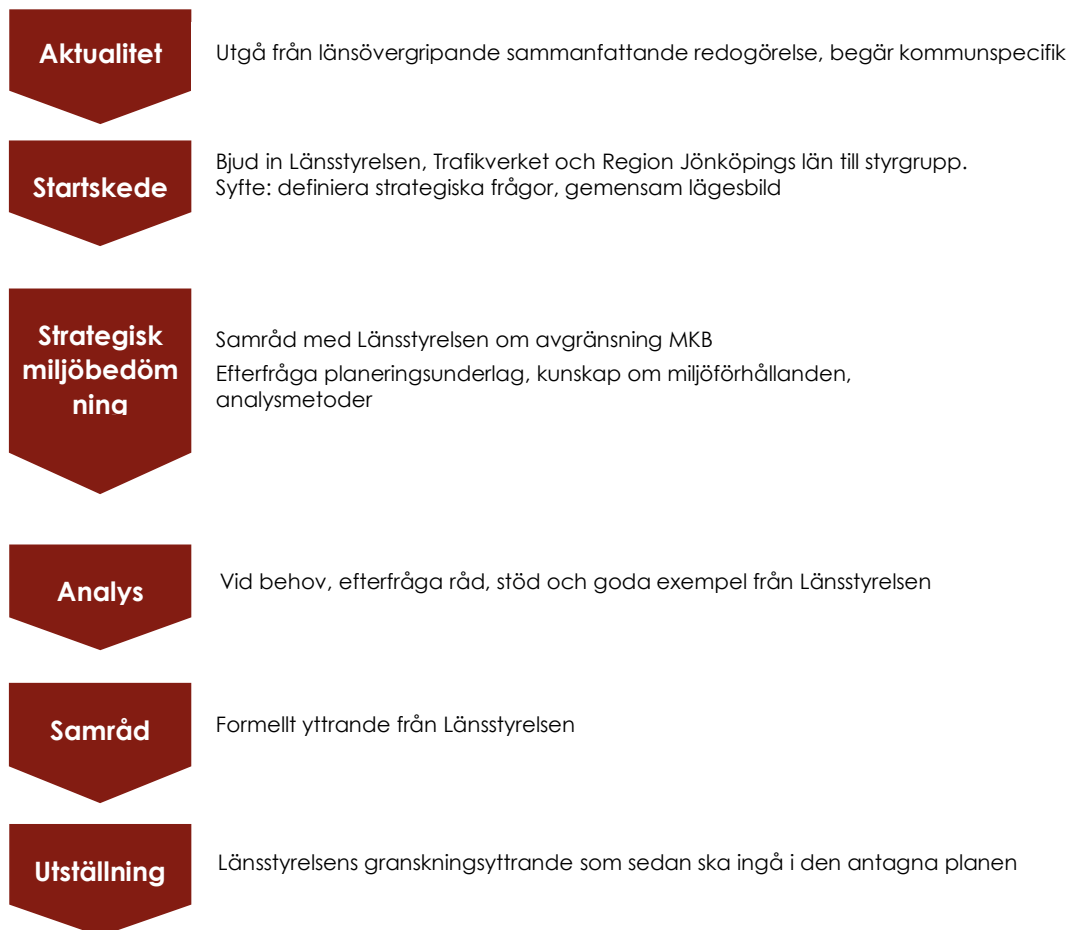 Aktualitet
Utgå från länsövergripande sammanfattande redogörelse, begär kommunspecifik
Startskede
Bjud in Länsstyrelsen, Trafikverket och Region Jönköpings län till styrgrupp.
Syfte: definiera strategiska frågor, gemensam lägesbild
Strategisk
miljöbedöm
ning
Samråd med Länsstyrelsen om avgränsning MKB
Efterfråga planeringsunderlag, kunskap om miljöförhållanden,
analysmetoder
Analys
Vid behov, efterfråga råd, stöd och goda exempel från Länsstyrelsen
Samråd
Formellt yttrande från Länsstyrelsen
Utställning
Länsstyrelsens granskningsyttrande som sedan ska ingå i den antagna planen